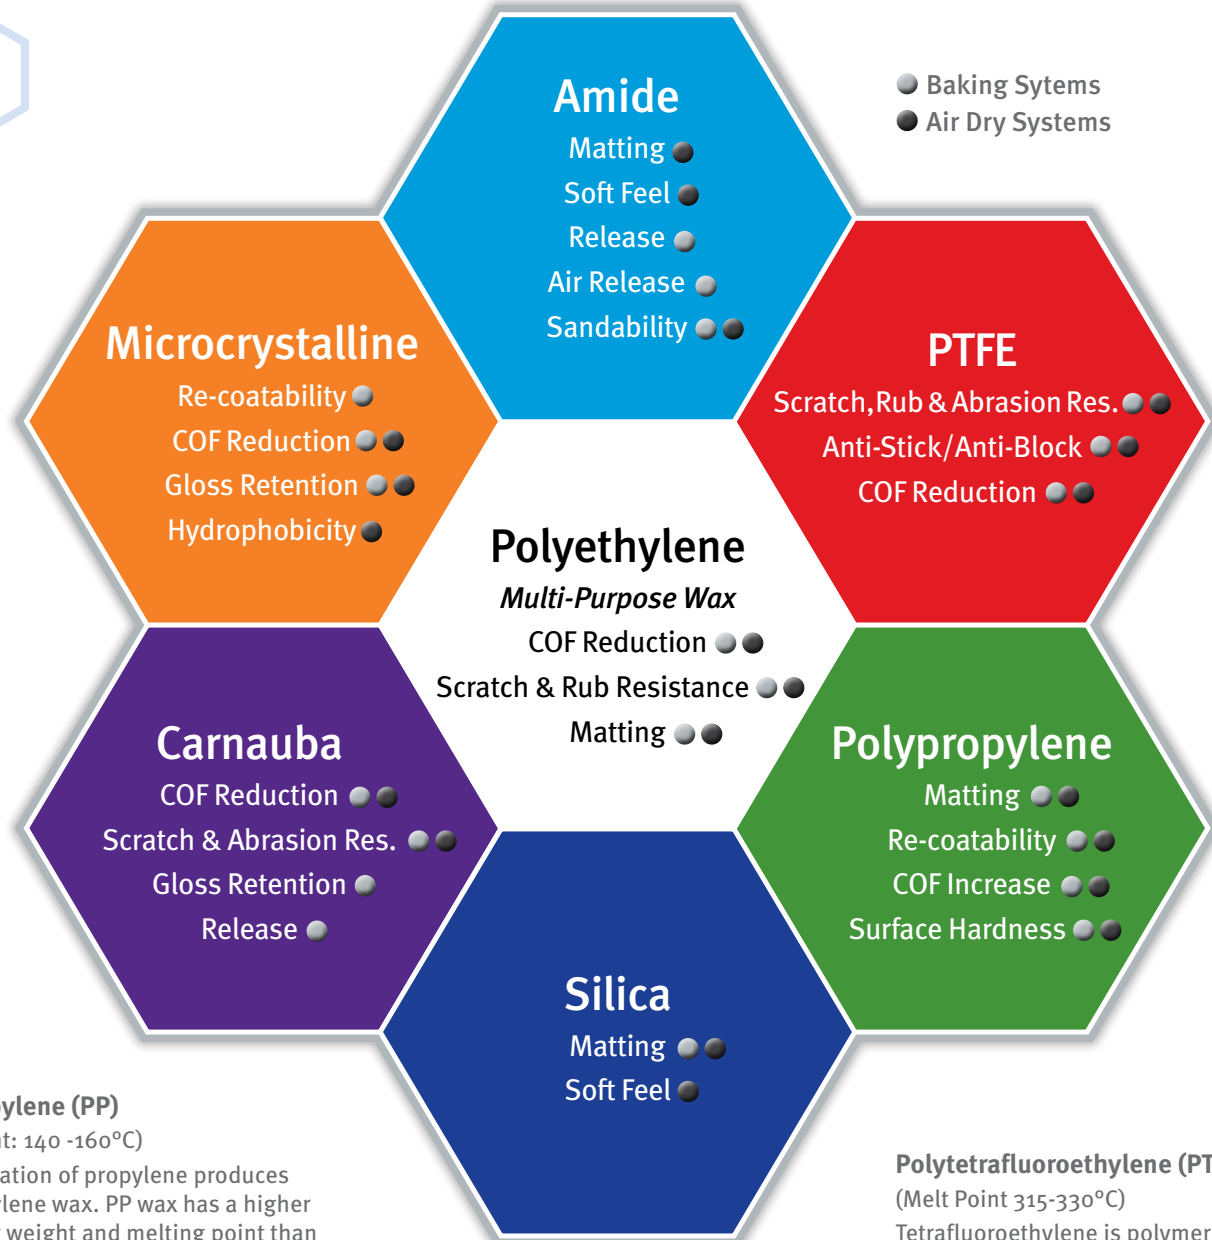 Baking Sytems
Air Dry Systems
Amide
Matting
Soft Feel
Release
Air Release
Sandability
Microcrystalline
Re-coatability
COF Reduction
Gloss Retention
Hydrophobicity
PTFE
Scratch,Rub & Abrasion Res.
Anti-Stick/Anti-Block
COF Reduction
Polyethylene
Multi-Purpose Wax
COF Reduction
Scratch & Rub Resistance
Matting
Carnauba
COF Reduction
Scratch & Abrasion Res.
Gloss Retention
Release
Polypropylene
Matting
Re-coatability
COF Increase
Surface Hardness
Silica
Matting
Soft Feel
ylene (PP)
t: 140 -160°C)
ation of propylene produces
ylene wax. PP wax has a higher
weight and melting point than
Polytetrafluoroethylene (PT
(Melt Point 315-330°C)
Tetrafluoroethylene is polymer